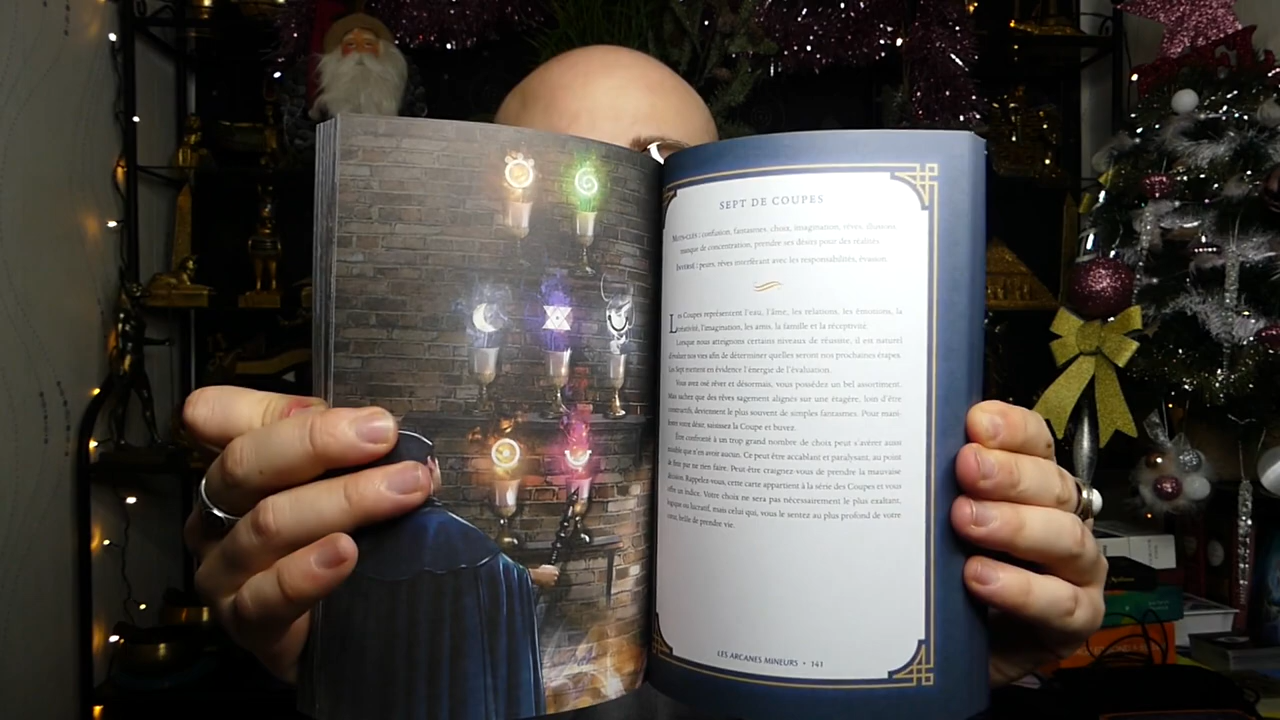 SEPT DE COUPES
Mots-clés : confusion, fantasmes, choix, imagination, rêves, illusions
manque de concentration, prendre ses désirs pour des réalités
Inversé : peurs, rêves interférant avec les responsabilités, évasion.
Les Coupes représentent l'eau, l'âme, les relations, les émotions, la
créativité, l'imagination, les amis, la famille et la réceptivité.
Lorsque nous atteignons certains niveaux de réussite, il est naturel
d'évaluer nos vies afin de déterminer quelles seront nos prochaines étapes.
Les Sept mettent en évidence l'énergie de l'évaluation.
Vous avez osé rêver et désormais, vous possédez un bel assortiment.
Mais sachez que des rêves sagement alignés sur une étagère, loin d'être
constructifs, deviennent le plus souvent de simples fantasmes. Pour mani-
fester votre désir, saisissez la Coupe et buvez.
Être confronté à un trop grand nombre de choix peut s'avérer aussi
nuisible que n'en avoir aucun. Ce peut être accablant et paralysant, au point
de finir par ne rien faire. Peut-être craignez-vous de prendre la mauvaise
décision. Rappelez-vous, cette carte appartient à la série des Coupes et vous
offre un indice. Votre choix ne sera pas nécessairement le plus exaltant,
logique ou lucratif, mais celui qui, vous le sentez au plus profond de votre
cœur, brûle de prendre vie.
LES ARCANES MINEURS • 141